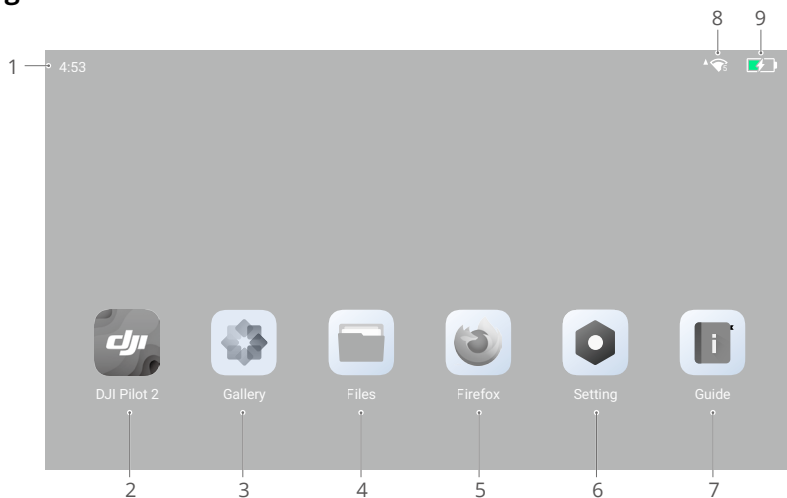 g
8 9
1 4:53
dji
DJI Pilot 2 Gallery Files Firefox Setting Guide
2 3 4 5 6 7